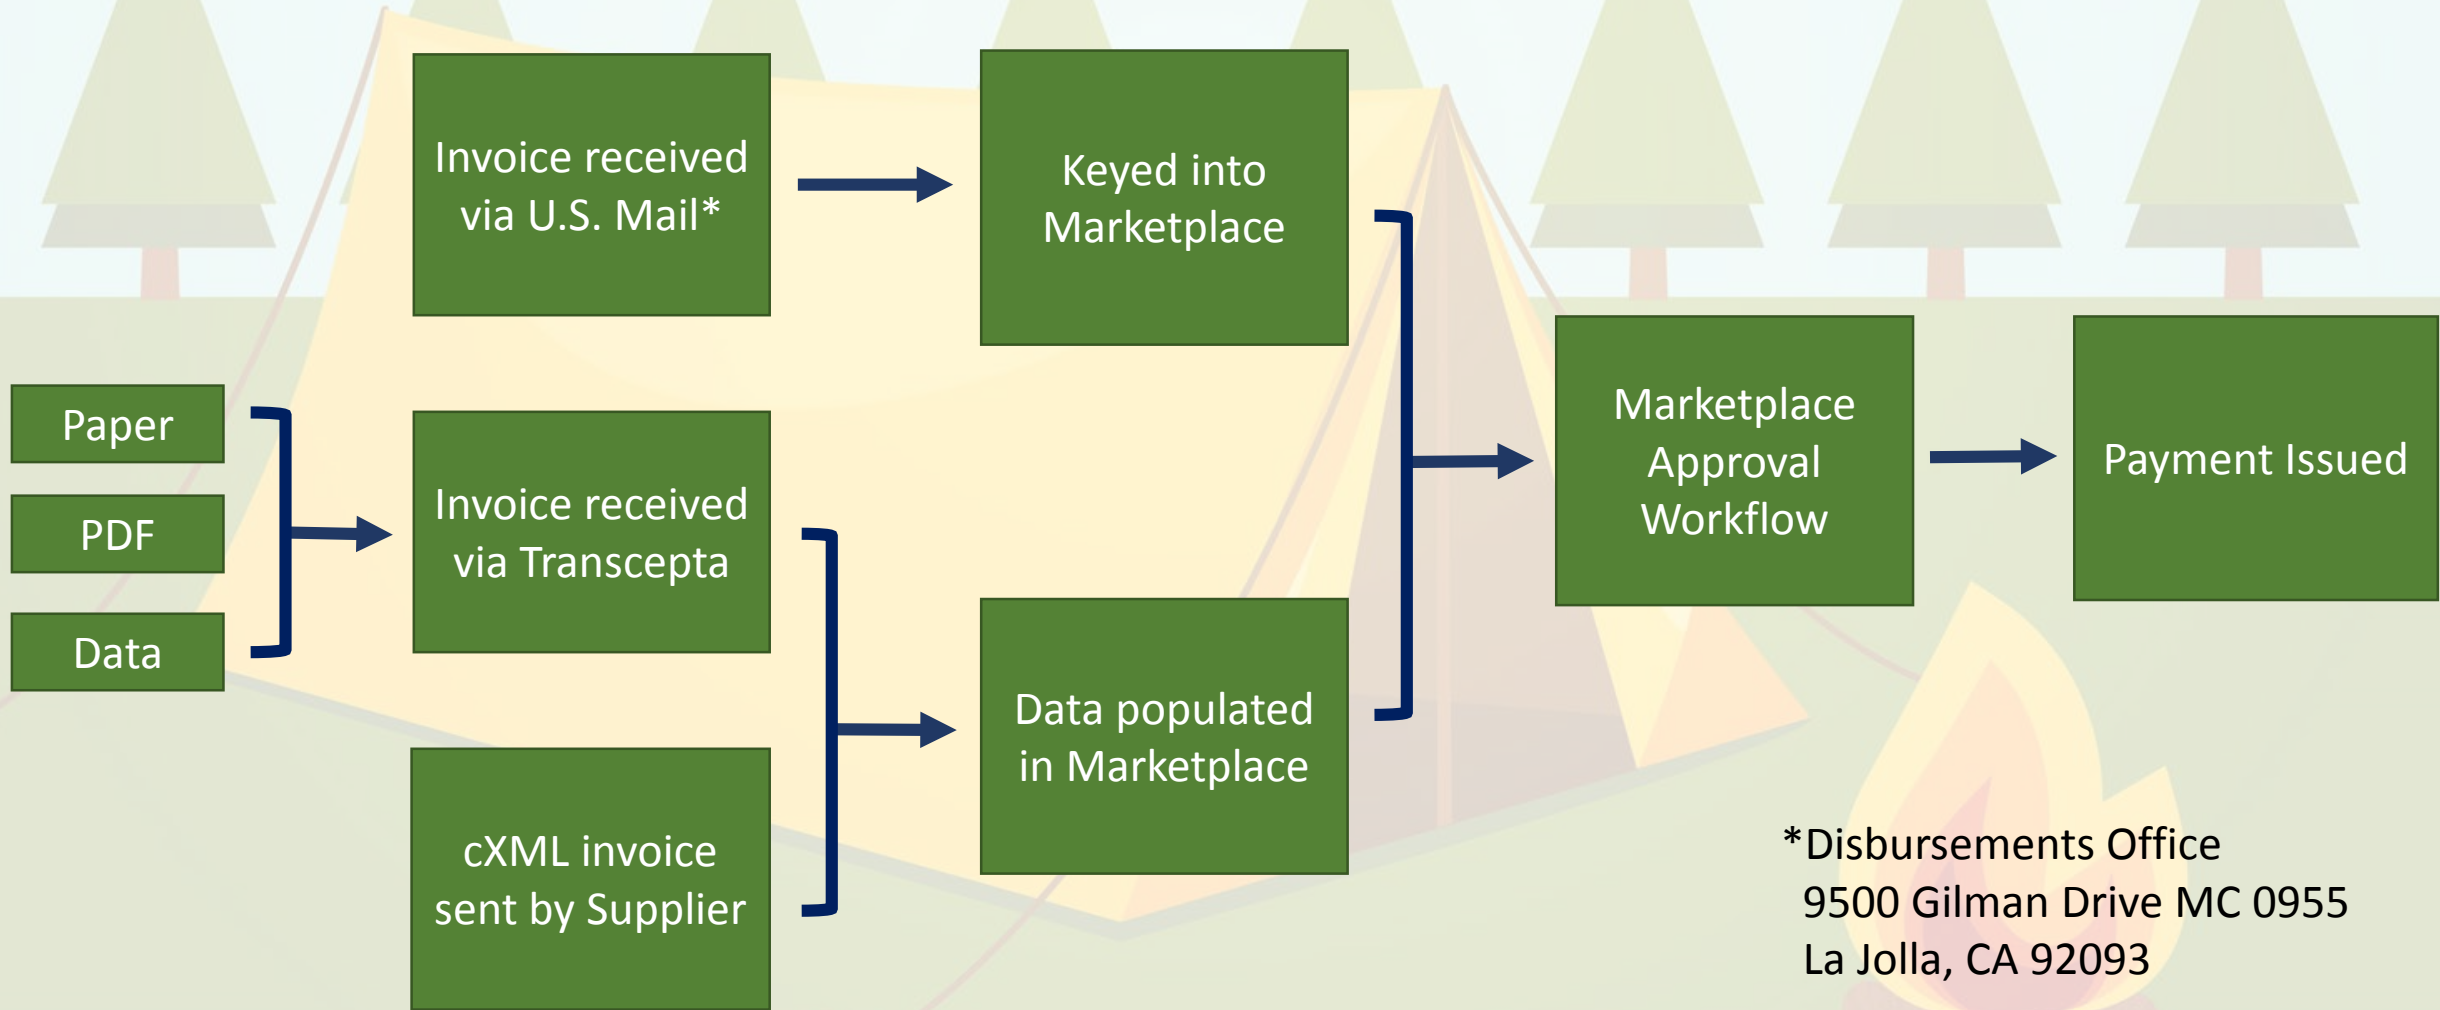 Invoice received
via U.S. Mail*
Keyed into
Marketplace
Paper
PDF
Data
Invoice received
via Transcepta
cXML invoice
sent by Supplier
Data populated
in Marketplace
Marketplace
Approval
Workflow
Payment Issued
*Disbursements Office
9500 Gilman Drive MC 0955
La Jolla, CA 92093